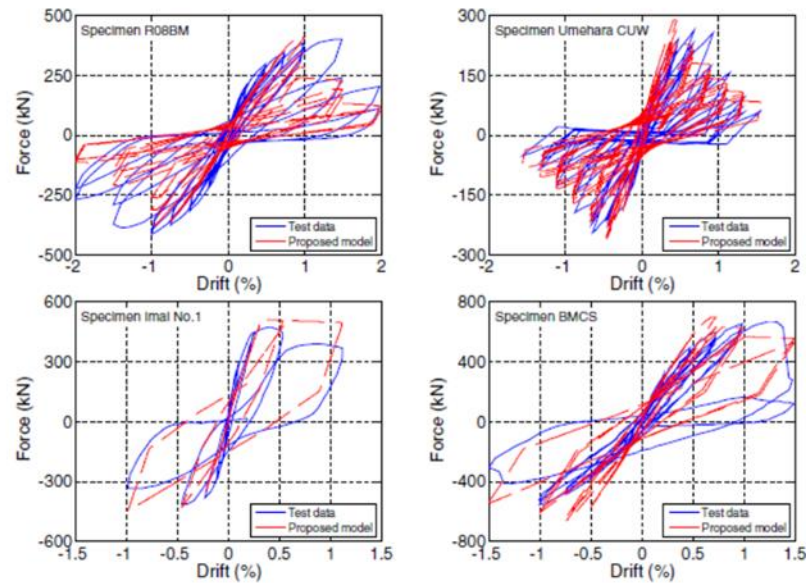 Specimen R08BM
Force (kN)
500
250
0
-250
-500
-2
-1
0
1
2
Drift (%)
Test data
Proposed model
Specimen Umehara CUW
Force (kN)
300
150
0
-150
-300
-2
-1
0
1
2
Drift (%)
Test data
Proposed model
Specimen Imai No.1
Force (kN)
600
300
0
-300
-600
-1.5
-1
-0.5
0
0.5
1
1.5
Drift (%)
Test data
Proposed model
Specimen BMCS
Force (kN)
800
400
0
-400
-800
-1.5
-1
-0.5
0
0.5
1
1.5
Drift (%)
Test data
Proposed model